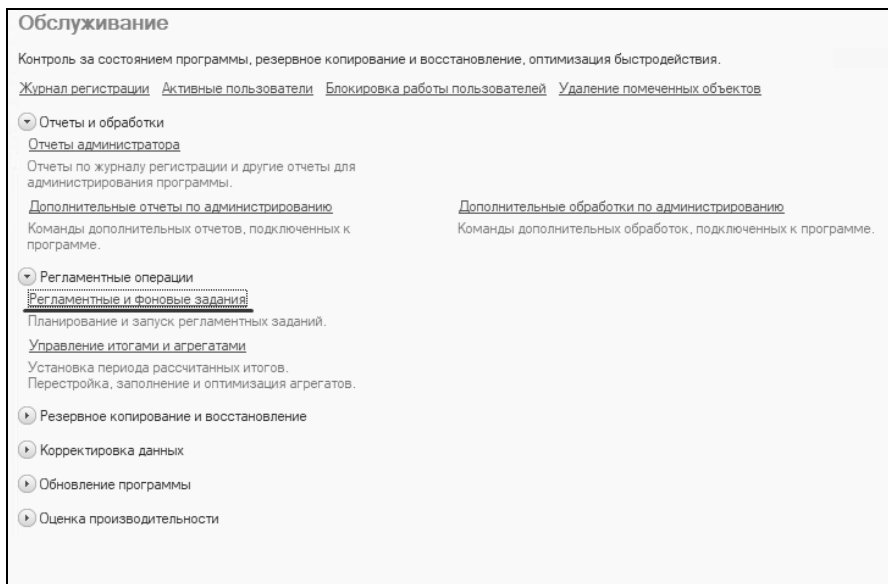 Обслуживание
Контроль за состоянием программы, резервное копирование и восстановление, оптимизация быстродействия.
Журнал регистрации Активные пользователи Блокировка работы пользователей Удаление помеченных объектов
Отчеты и обработки
Отчеты администратора
Отчеты по журналу регистрации и другие отчеты для
администрирования программы.
Дополнительные отчеты по администрированию Дополнительные обработки по администрированию
Команды дополнительных отчетов, подключенных к Команды дополнительных обработок, подключенных к программе.
программе.
Регламентные операции
Регламентные и фоновые задания
Планирование и запуск регламентных заданий.
Управление итогами и агрегатами
Установка периода рассчитанных итогов.
Перестройка, заполнение и оптимизация агрегатов.
Резервное копирование и восстановление
Корректировка данных
Обновление программы
Оценка производительности